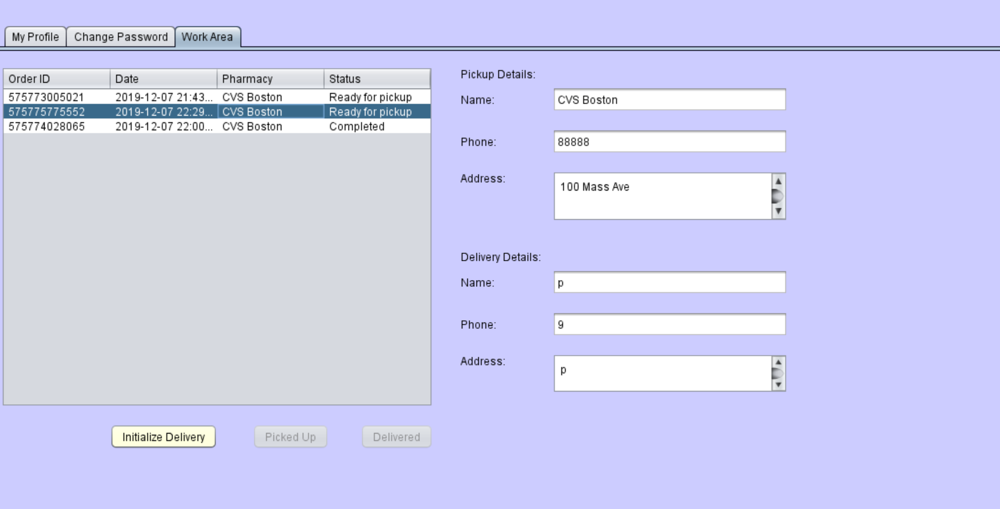 My Profile Change Password Work Area
Order ID Date Pharmacy Status
575773005021 2019-12-07 21:43... CVS Boston Ready for pickup
575775775552 2019-12-07 22:29... CVS Boston Ready for pickup
575774028065 2019-12-07 22:00... CVS Boston Completed
Pickup Details:
Name: CVS Boston
Phone: 88888
Address: 100 Mass Ave
Delivery Details:
Name: p
Phone: 9
Address: p
Initialize Delivery Picked Up Delivered